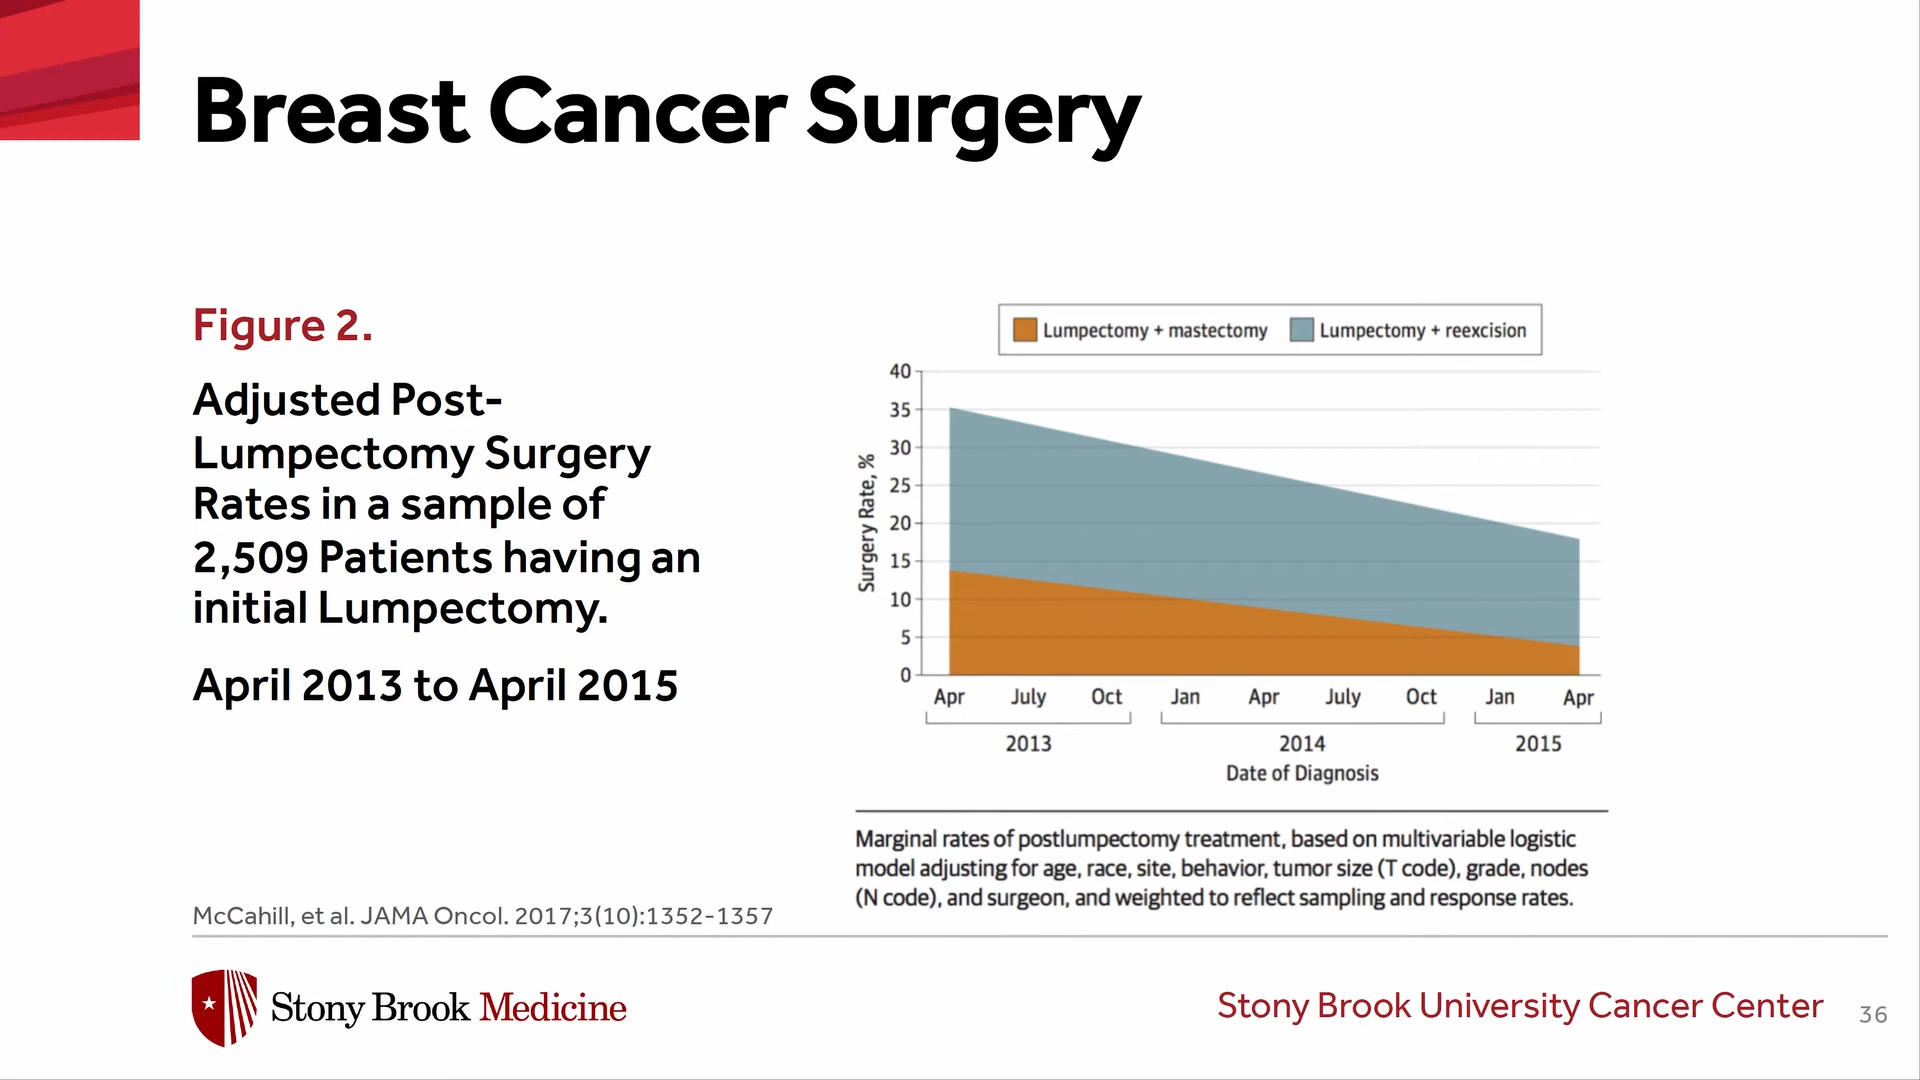 Breast Cancer Surgery
Figure 2.
Adjusted Post-
Lumpectomy Surgery
Rates in a sample of
2,509 Patients having an
initial Lumpectomy.
April 2013 to April 2015
Lumpectomy + mastectomy
Lumpectomy + reexcision
Surgery Rate, %
40
35
30
25
20
15
10
5
0
Apr July Oct Jan Apr July Oct Jan Apr
2013 2014 2015
Date of Diagnosis
Marginal rates of postlumpectomy treatment, based on multivariable logistic
model adjusting for age, race, site, behavior, tumor size (T code), grade, nodes
(N code), and surgeon, and weighted to reflect sampling and response rates.
McCahill, et al. JAMA Oncol. 2017;3(10):1352-1357
Stony Brook Medicine
Stony Brook University Cancer Center
36